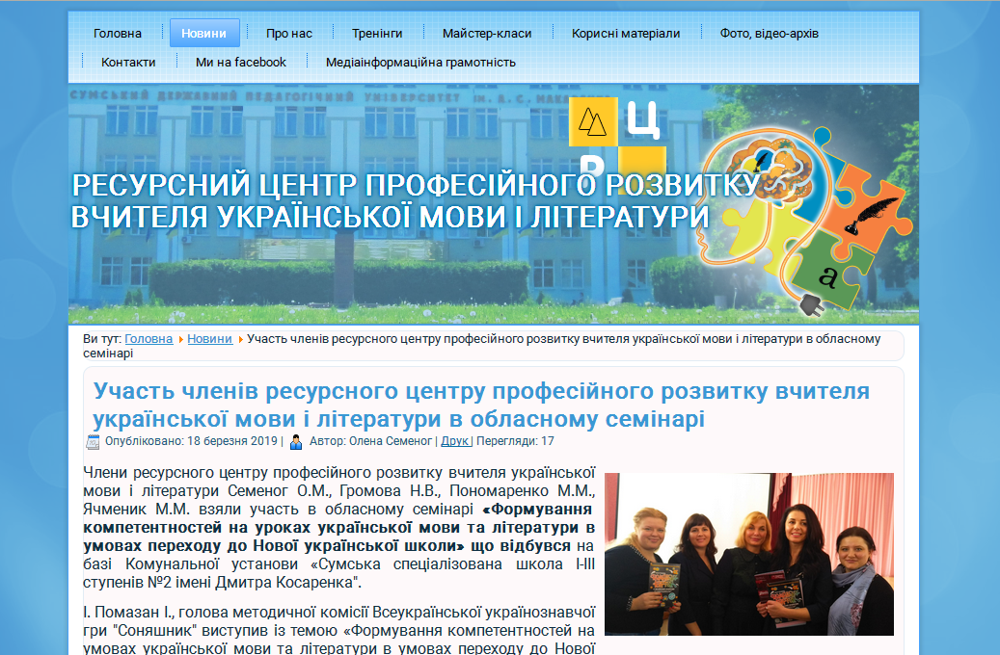 Головна Новини Про нас Тренінги Майстер-класи Корисні матеріали Фото, відео-архів
Контакти Ми на facebook Медіаінформаційна грамотність
СУМСЬКИЙ ДЕРЖАВНИЙ ПЕДАГОГІЧНИЙ УНІВЕРСИТЕТ ім. А.С. МАКА
Ц
Р
РЕСУРСНИЙ ЦЕНТР ПРОФЕСІЙНОГО РОЗВИТКУ
ВЧИТЕЛЯ УКРАЇНСЬКОЇ МОВИ І ЛІТЕРАТУРИ
а
Ви тут: Головна Новини Участь членів ресурсного центру професійного розвитку вчителя української мови і літератури в обласному
семінарі
Участь членів ресурсного центру професійного розвитку вчителя
української мови і літератури в обласному семінарі
Опубліковано: 18 березня 2019 | Автор: Олена Семеног | Друк | Перегляди: 17
Члени ресурсного центру професійного розвитку вчителя української
мови і літератури Семеног О.М., Громова Н.В., Пономаренко М.М.,
Ячменик М.М. взяли участь в обласному семінарі «Формування
компетентностей на уроках української мови та літератури в
умовах переходу до Нової української школи» що відбувся на
базі Комунальної установи «Сумська спеціалізована школа І-ІІІ
ступенів №2 імені Дмитра Косаренка".
І. Помазан І., голова методичної комісії Всеукраїнської українознавчої
гри "Соняшник" виступив із темою «Формування компетентностей на
уроках української мови та літератури в умовах переходу до Нової